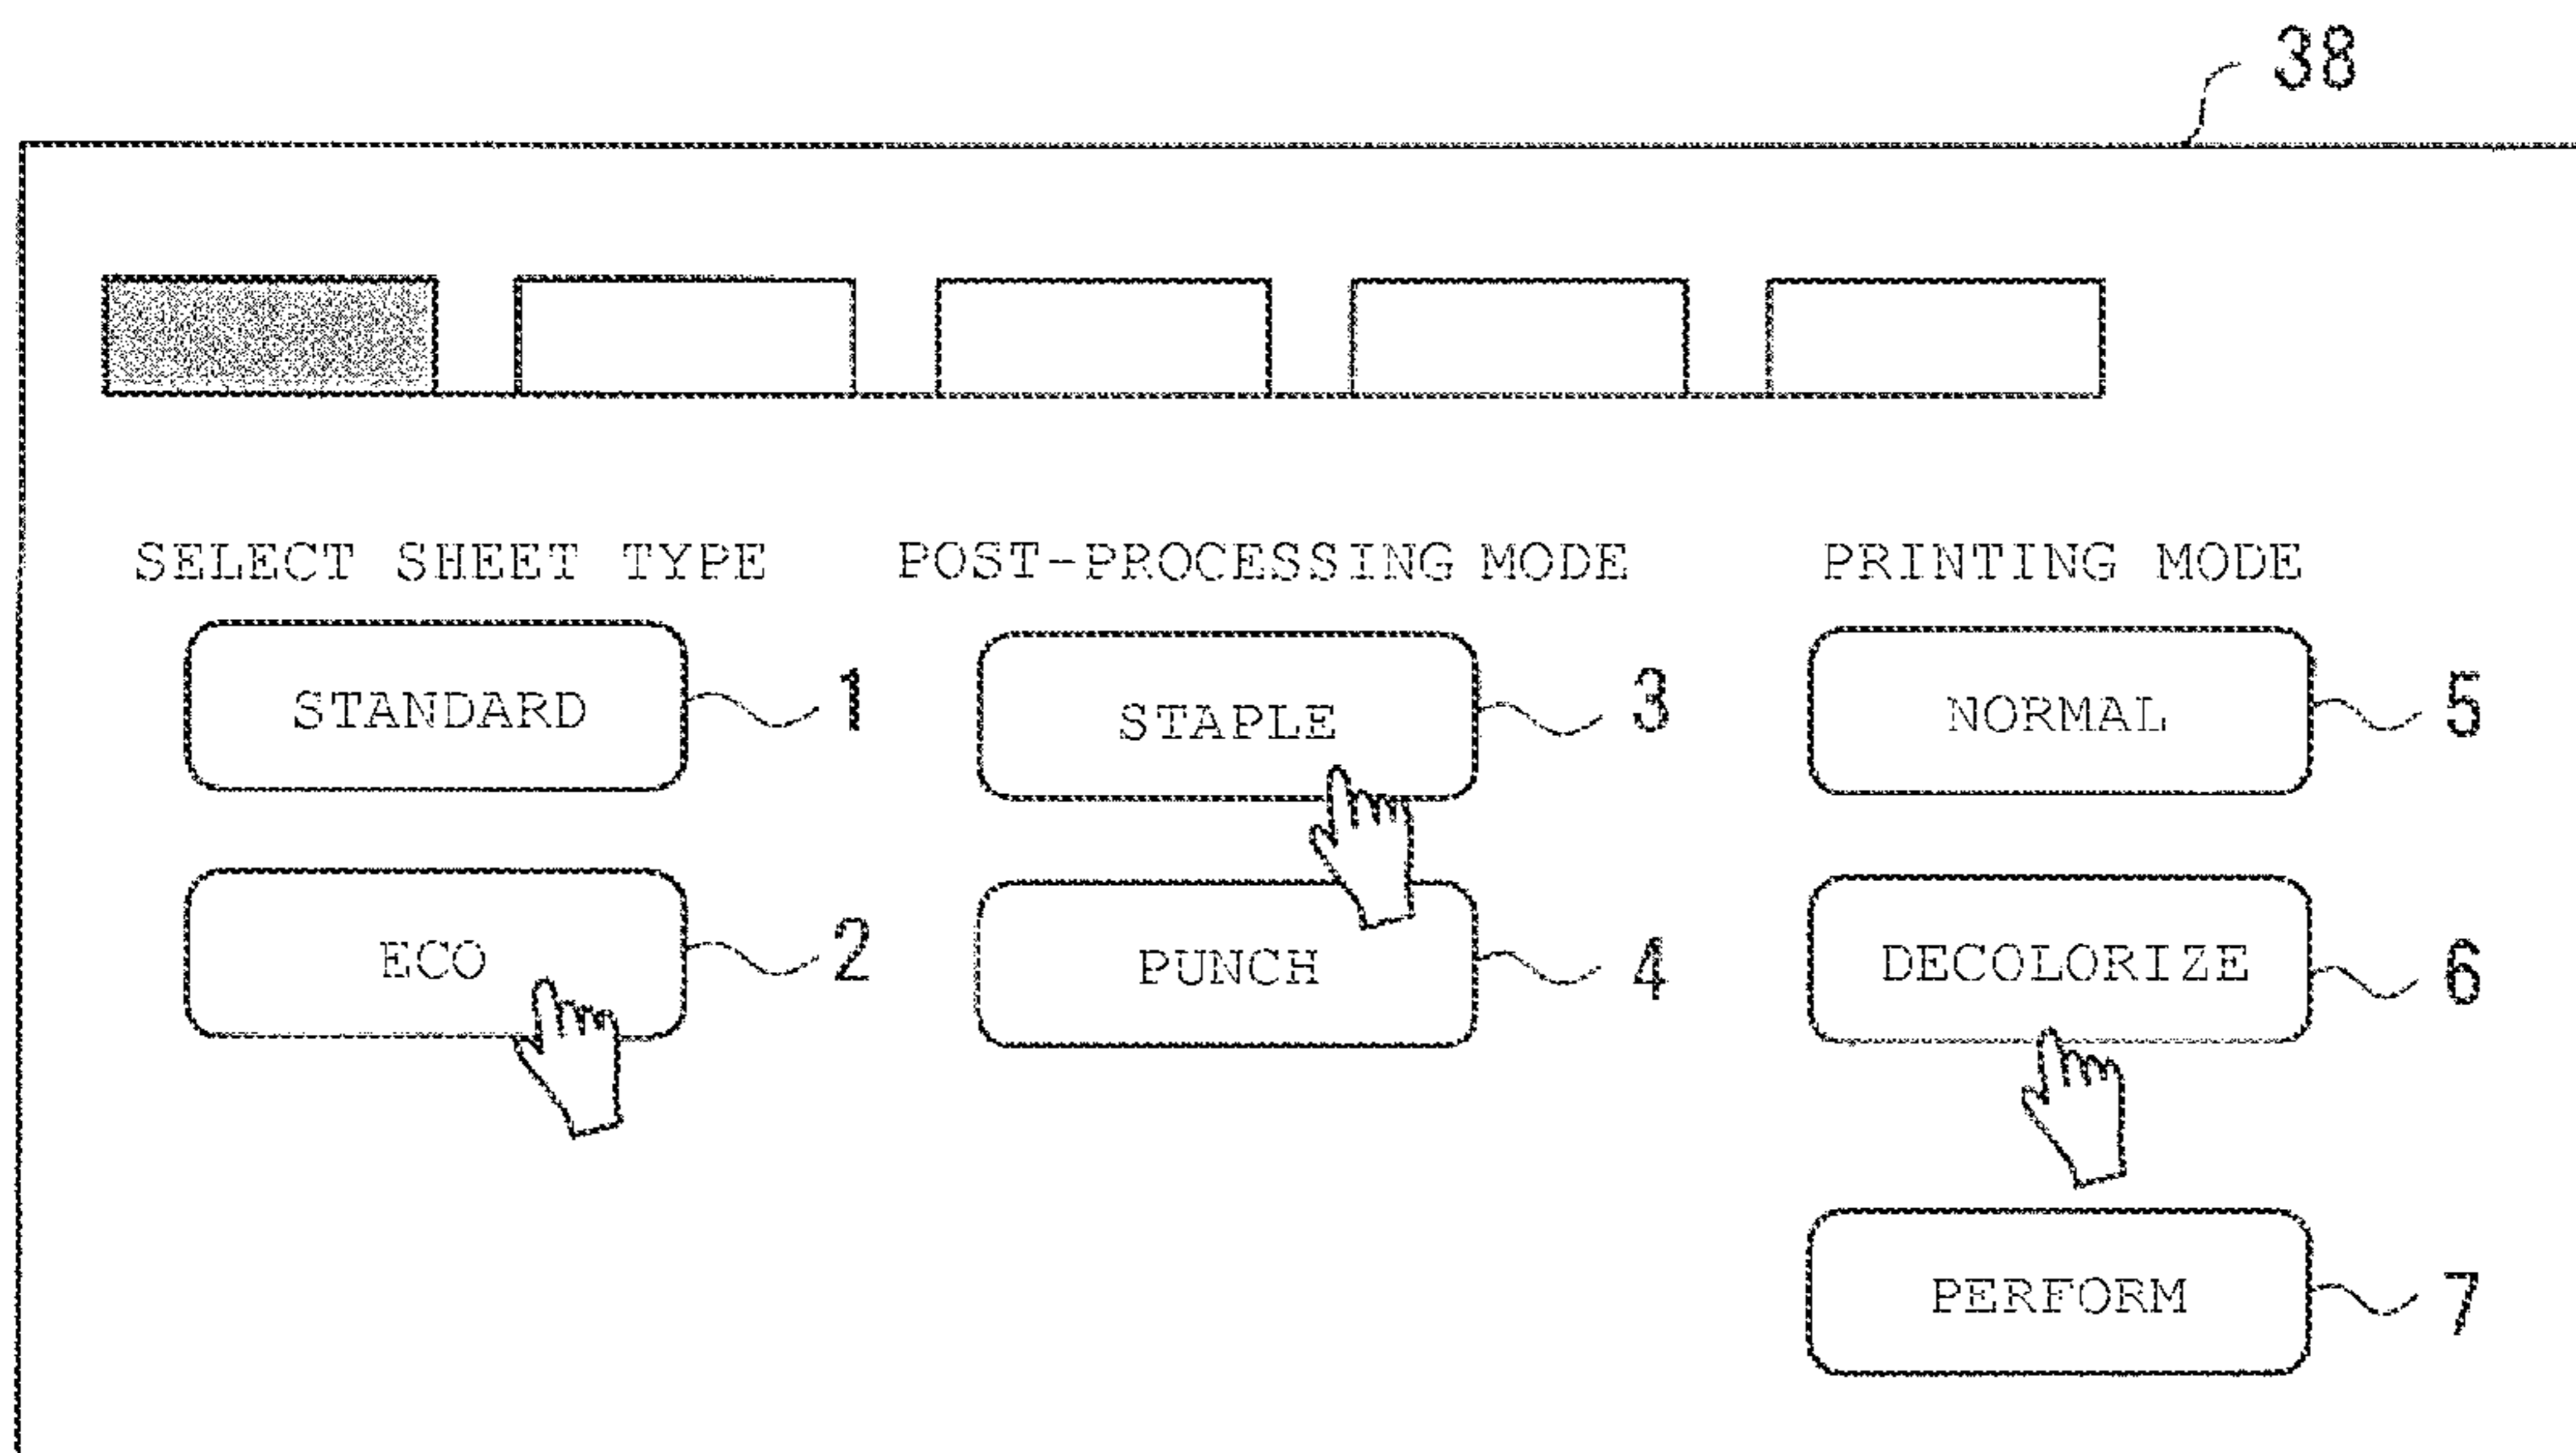 38
SELECT SHEET TYPE POST-PROCESSING MODE PRINTING MODE
STANDARD 1 STAPLE 3 NORMAL 5
ECO 2 PUNCH 4 DECOLORIZE 6
PERFORM 7